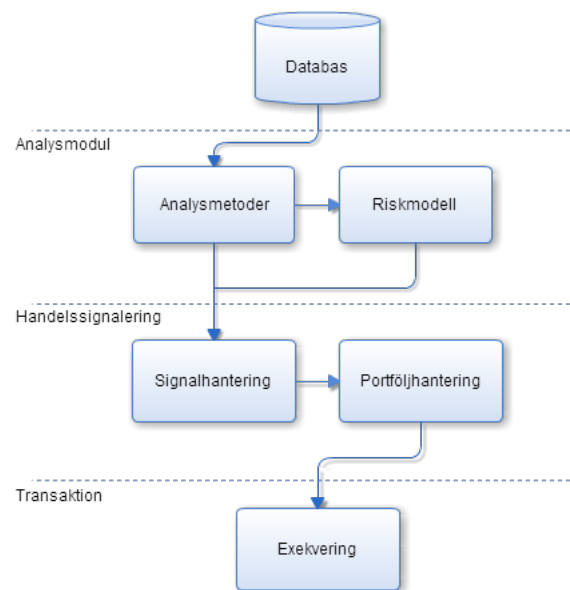 Databas
Analysmodul
Analysmetoder
Riskmodell
Handelssignalering
Signalhantering
Portföljhantering
Transaktion
Exekvering